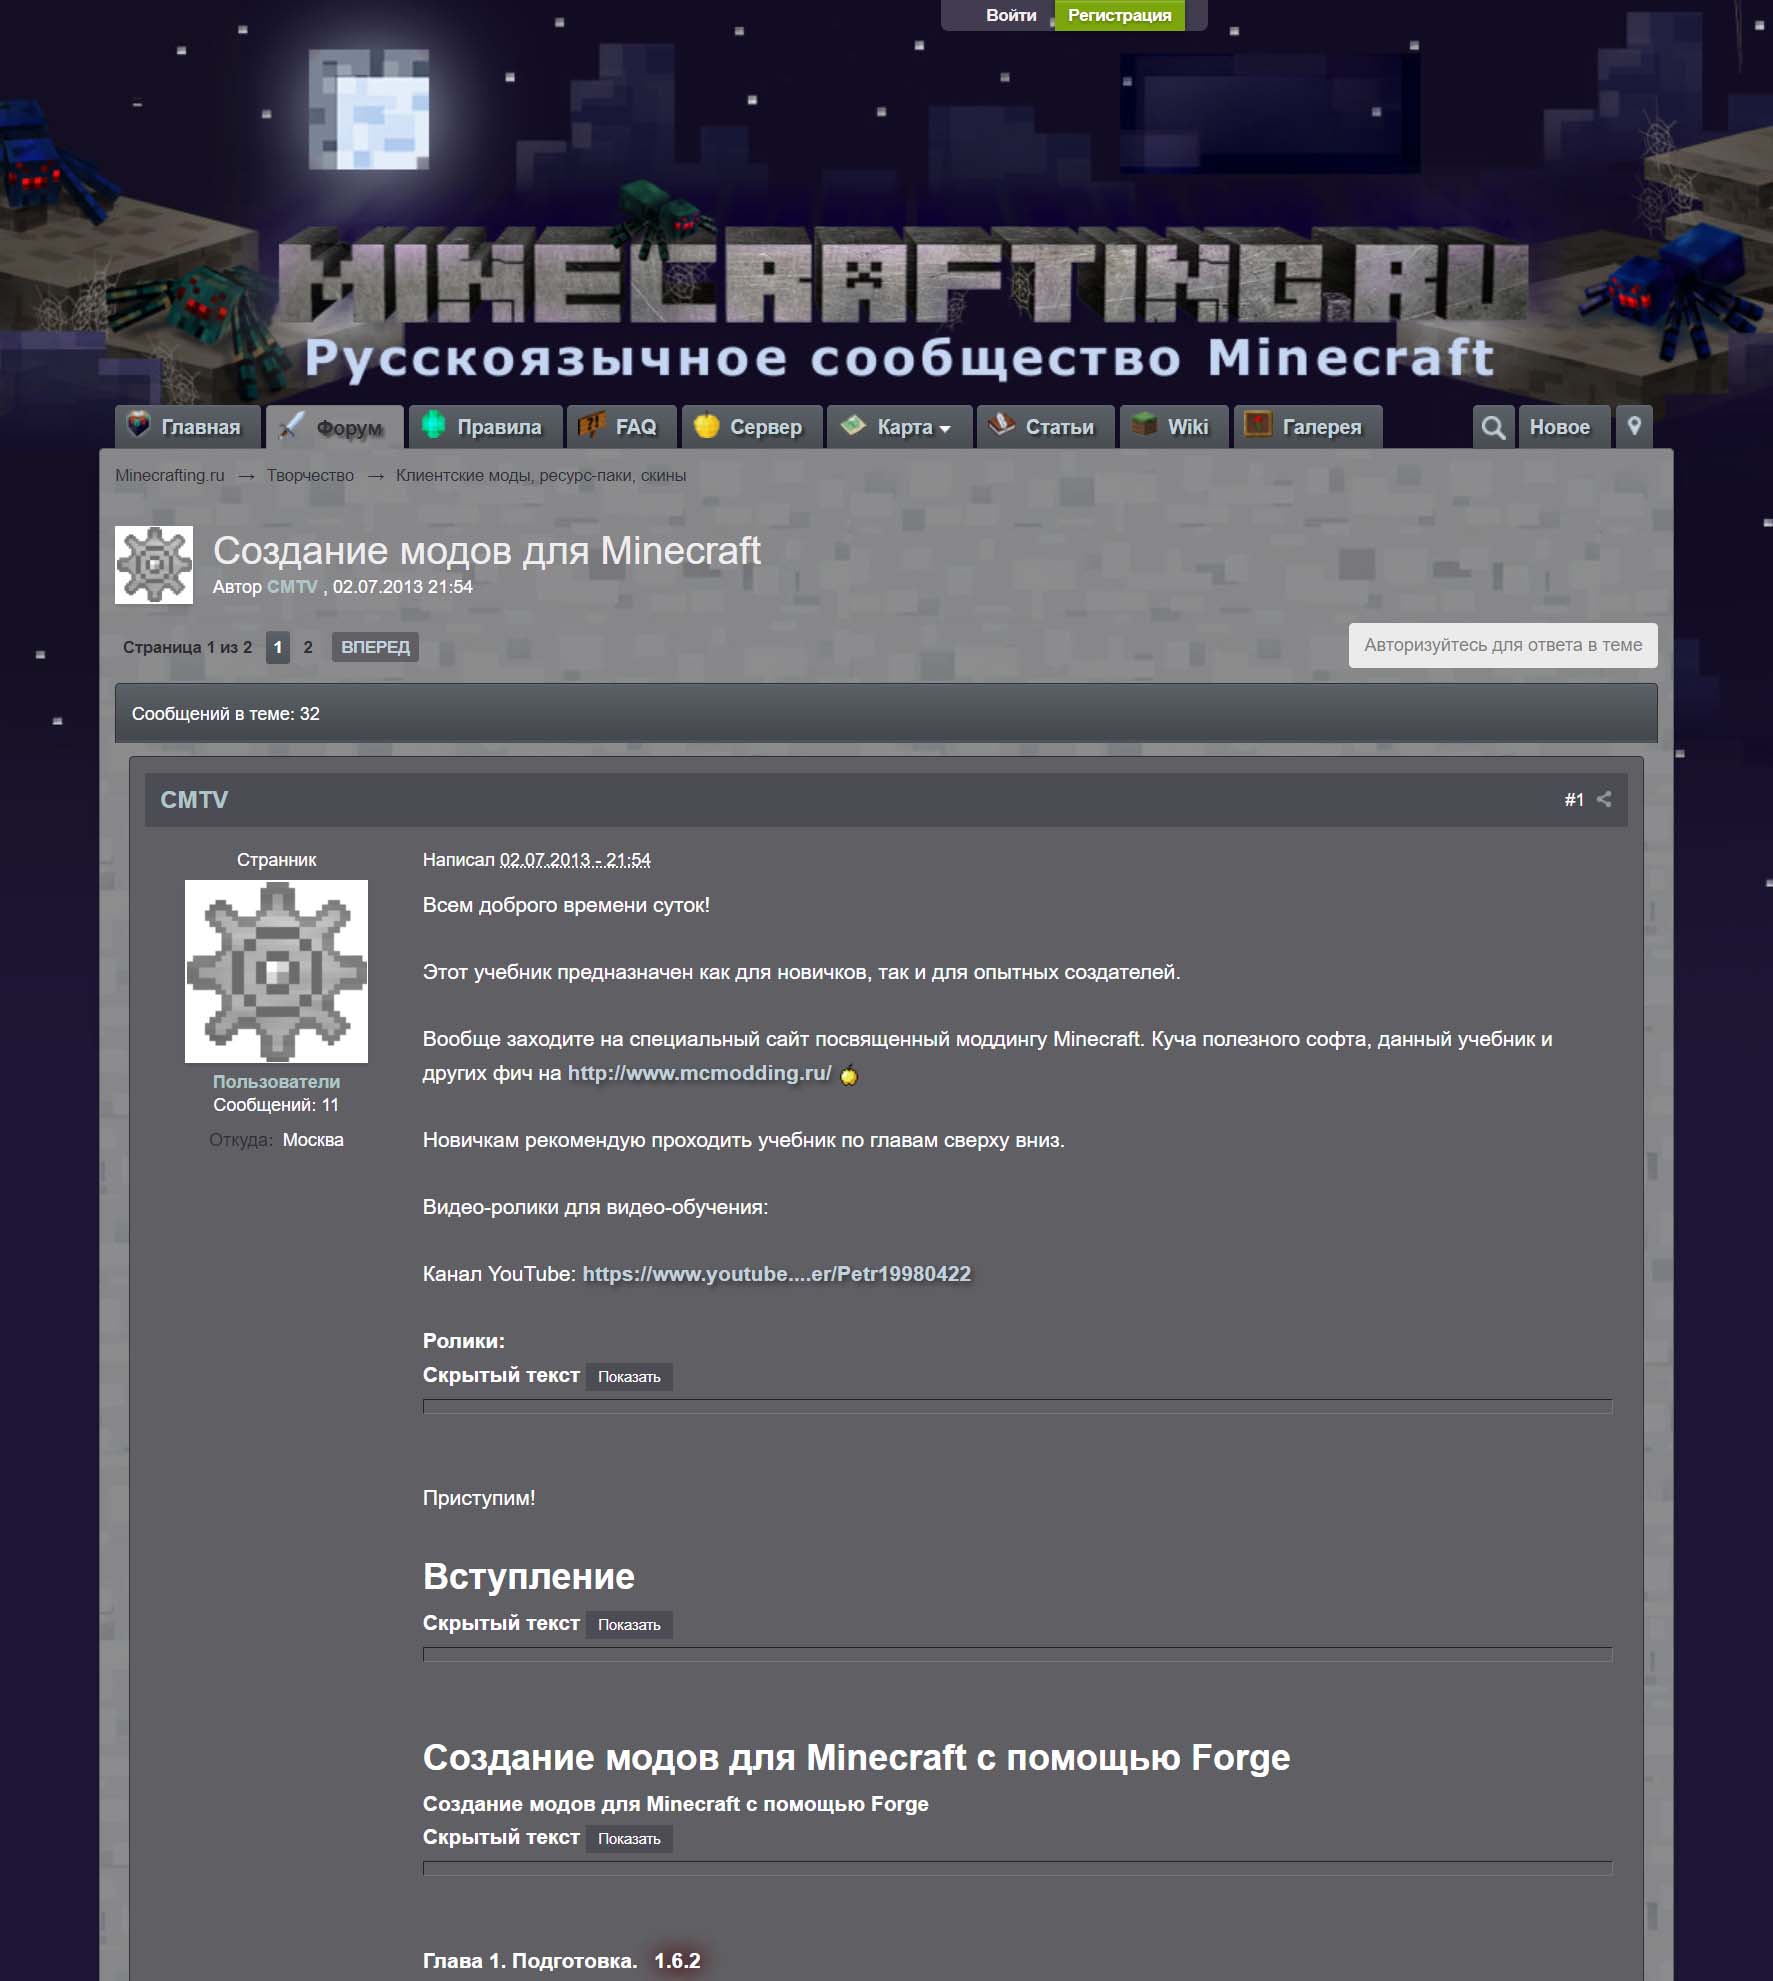 Войти Регистрация
MINECRAFTING.RU
Русскоязычное сообщество Minecraft
Главная Форум Правила FAQ Сервер Карта Статьи Wiki Галерея Новое
Minecrafting.ru → Творчество → Клиентские моды, ресурс-паки, скины
Создание модов для Minecraft
Автор CMTV , 02.07.2013 21:54
Страница 1 из 2 1 2 ВПЕРЕД
Авторизуйтесь для ответа в теме
Сообщений в теме: 32
CMTV #1
Странник
Пользователи
Сообщений: 11
Откуда: Москва
Написал 02.07.2013 - 21:54
Всем доброго времени суток!
Этот учебник предназначен как для новичков, так и для опытных создателей.
Вообще заходите на специальный сайт посвященный моддингу Minecraft. Куча полезного софта, данный учебник и
других фич на http://www.mcmodding.ru/
Новичкам рекомендую проходить учебник по главам сверху вниз.
Видео-ролики для видео-обучения:
Канал YouTube: https://www.youtube....er/Petr19980422
Ролики:
Скрытый текст Показать
Приступим!
Вступление
Скрытый текст Показать
Создание модов для Minecraft с помощью Forge
Создание модов для Minecraft с помощью Forge
Скрытый текст Показать
Глава 1. Подготовка. 1.6.2